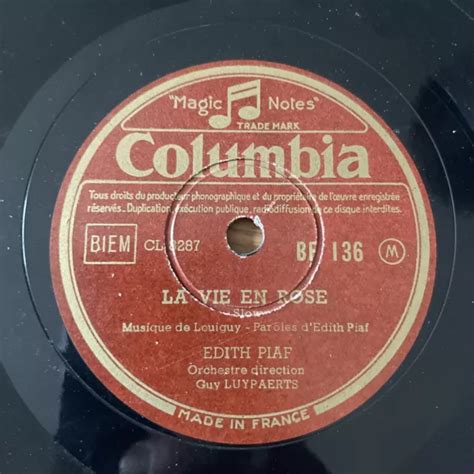 "Magic Notes"
TRADE MARK
Columbia
Tous droits du producteur phonographique et du propriétaire de l'œuvre enregistrée
réservés. Duplication, exécution publique, radiodiffusion de ce disque interdites.
BIEM CL 8287 BF 136 M
LA VIE EN ROSE
Slow
Musique de Louiguy - Paroles d'Edith Piaf
EDITH PIAF
Orchestre direction
Guy LUYPAERTS
MADE IN FRANCE